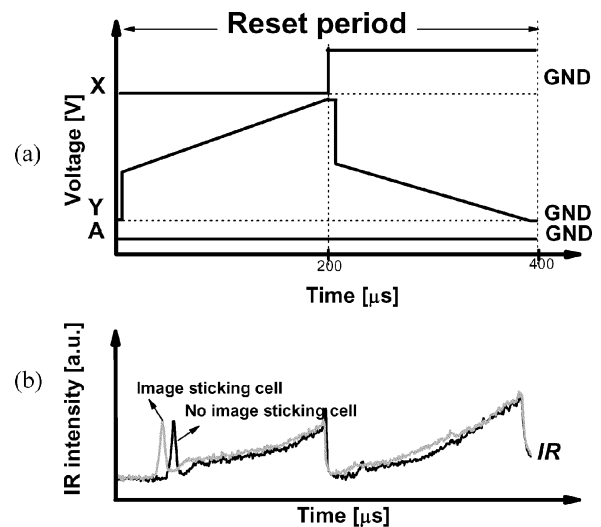 Reset period
(a)
Voltage [V]
X
GND
Y
GND
A
GND
200
400
Time [µs]
(b)
IR intensity [a.u.]
Image sticking cell
No image sticking cell
IR
Time [µs]